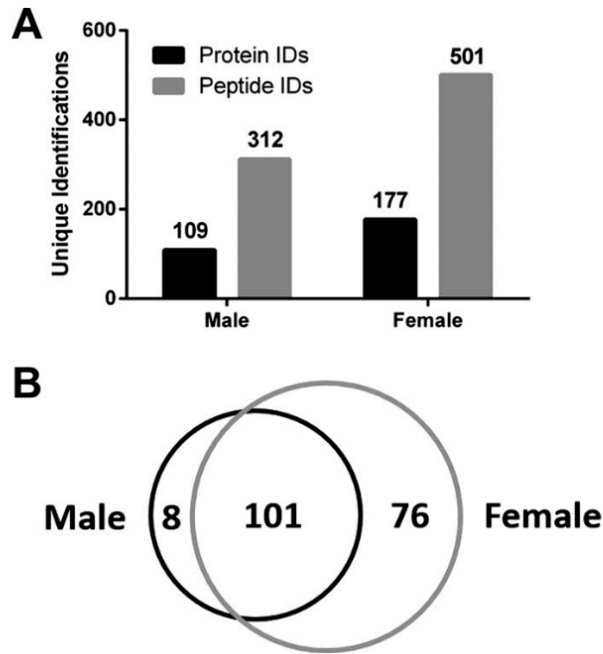 A
Unique Identifications
600
400
200
0
Protein IDs
Peptide IDs
109
312
177
501
Male
Female
B
Male
8
101
76
Female